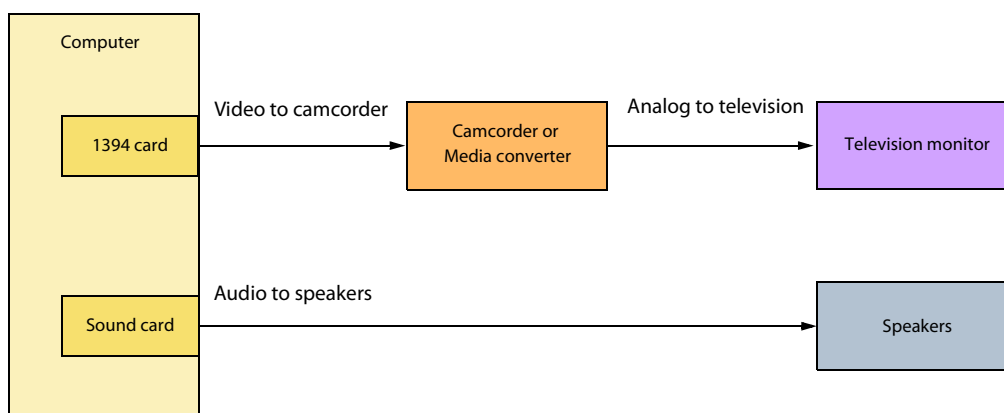 Computer
Video to camcorder
Analog to television
1394 card
Camcorder or
Media converter
Television monitor
Audio to speakers
Sound card
Speakers